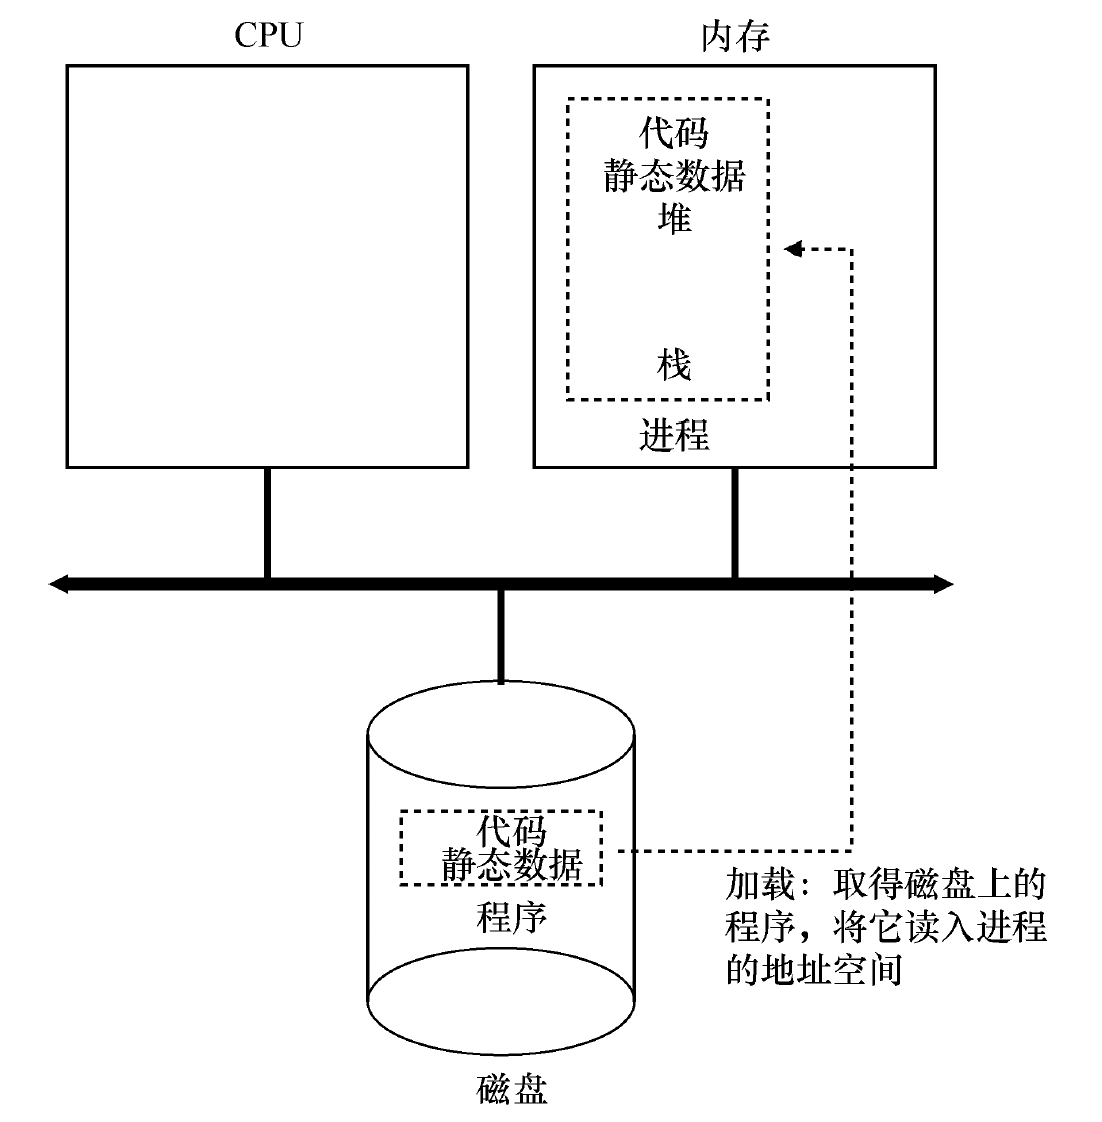 CPU
内存
代码
静态数据
堆
栈
进程
代码
静态数据
程序
加载：取得磁盘上的
程序，将它读入进程
的地址空间
磁盘